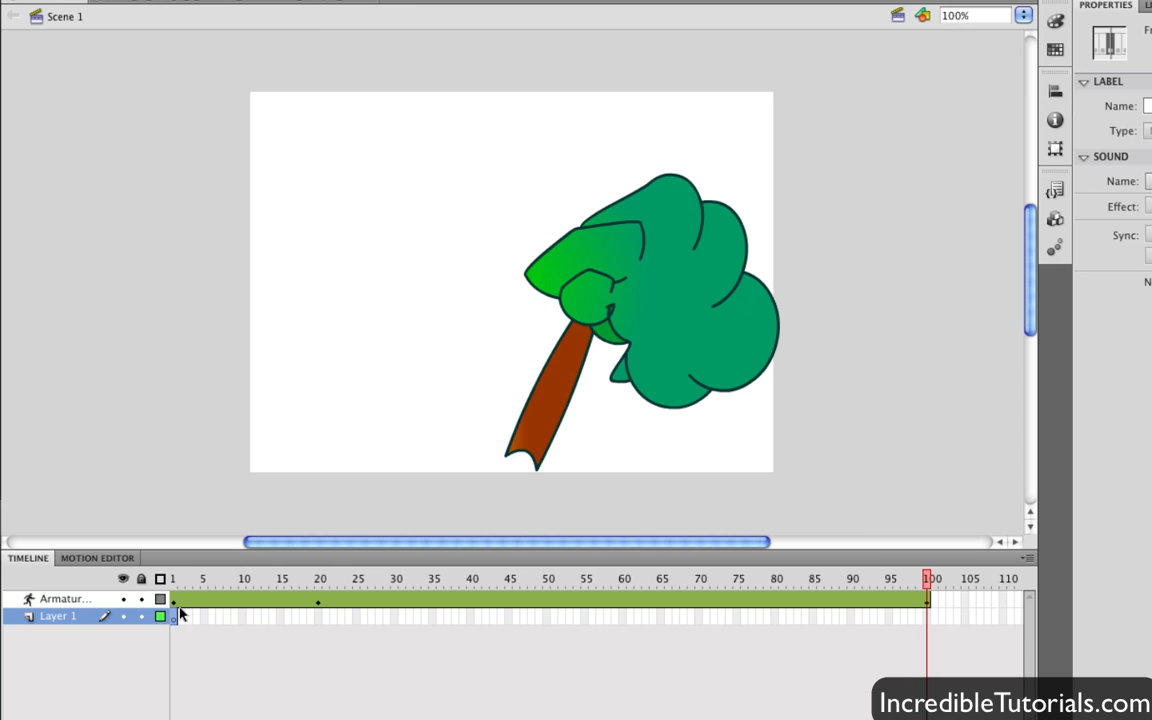 Scene 1
100%
PROPERTIES
LABEL
Name:
Type:
SOUND
Name:
Effect:
Sync:
TIMELINE
MOTION EDITOR
1 5 10 15 20 25 30 35 40 45 50 55 60 65 70 75 80 85 90 95 100 105 110
Armatur...
Layer 1
IncredibleTutorials.com